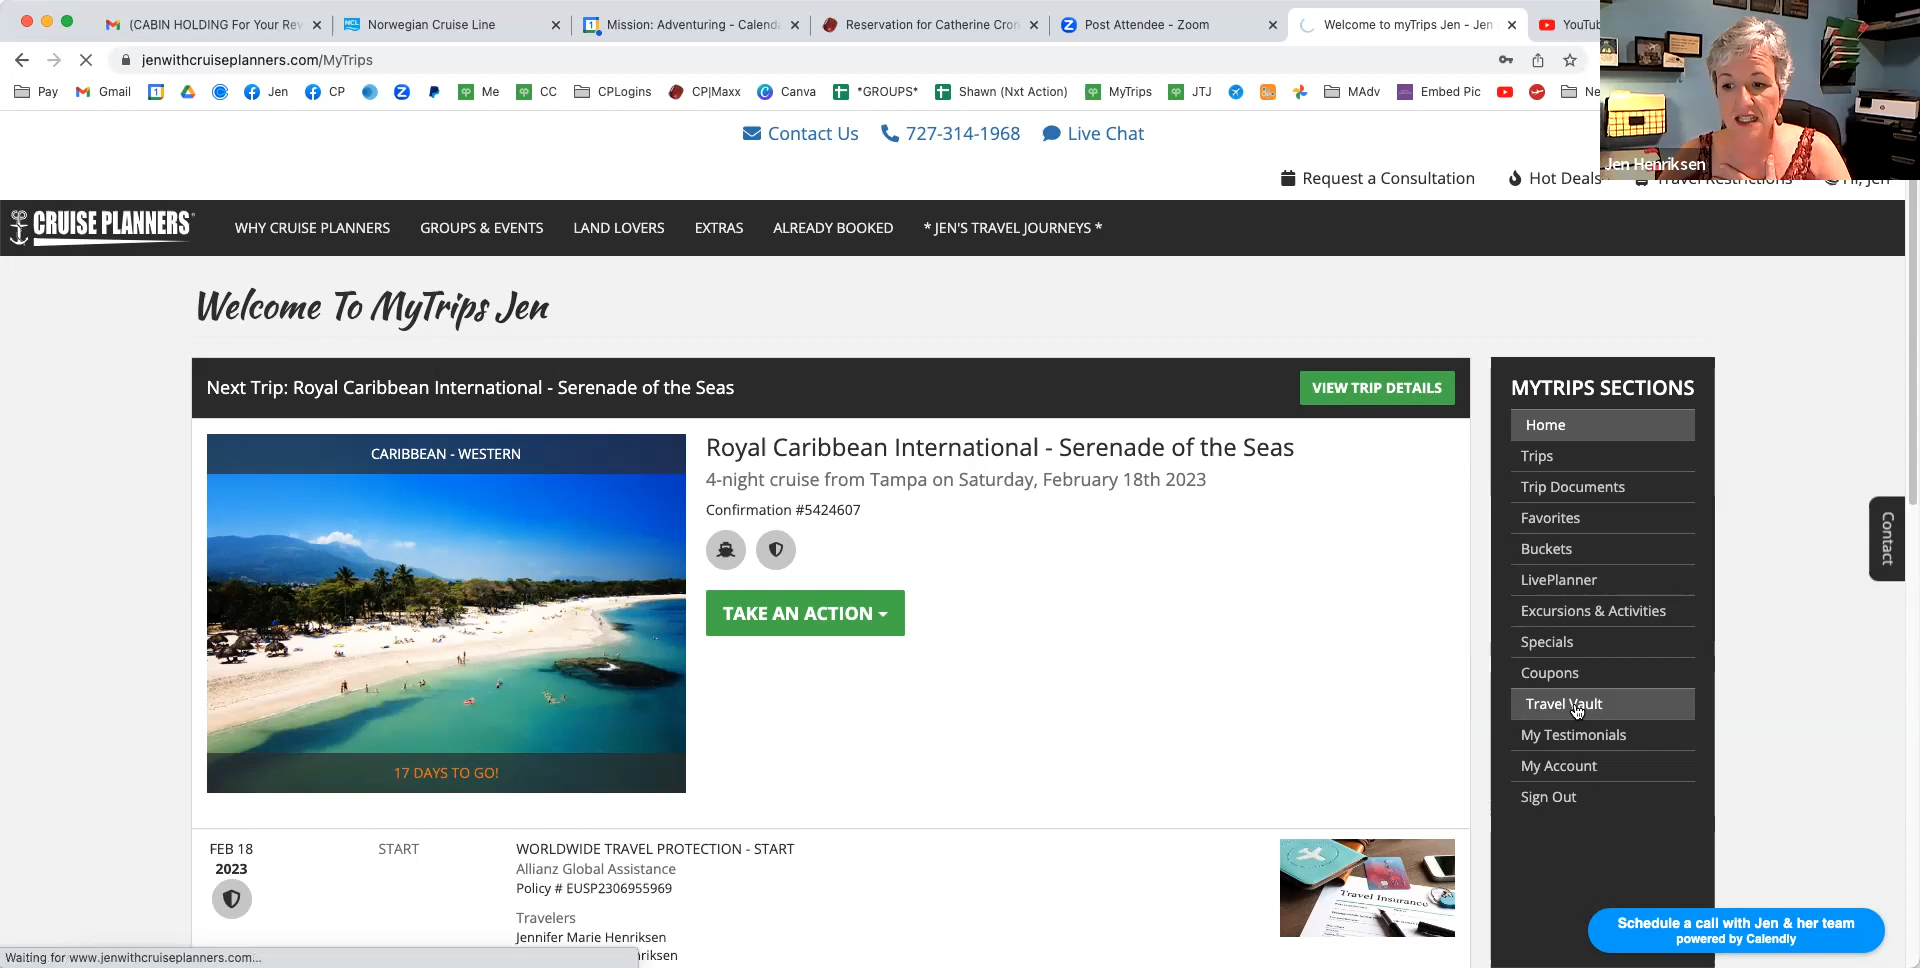 (CABIN HOLDING For Your Rev
Norwegian Cruise Line
Mission: Adventuring - Calenda
Reservation for Catherine Cron
Post Attendee - Zoom
Welcome to myTrips Jen - Jen
YouTub
jenwithcruiseplanners.com/MyTrips
Pay
Gmail
Jen
CP
Me
CC
CPLogins
CP|Maxx
Canva
*GROUPS*
Shawn (Nxt Action)
MyTrips
JTJ
MAdv
Embed Pic
Ne
Jen Henriksen
Contact Us
727-314-1968
Live Chat
Request a Consultation
Hot Deals
Travel Restrictions
Hi, Jen
CRUISE PLANNERS
WHY CRUISE PLANNERS
GROUPS & EVENTS
LAND LOVERS
EXTRAS
ALREADY BOOKED
* JEN'S TRAVEL JOURNEYS *
Welcome To MyTrips Jen
Next Trip: Royal Caribbean International - Serenade of the Seas
VIEW TRIP DETAILS
CARIBBEAN - WESTERN
17 DAYS TO GO!
Royal Caribbean International - Serenade of the Seas
4-night cruise from Tampa on Saturday, February 18th 2023
Confirmation #5424607
TAKE AN ACTION
FEB 18
2023
START
WORLDWIDE TRAVEL PROTECTION - START
Allianz Global Assistance
Policy # EUSP2306955969
Travelers
Jennifer Marie Henriksen
riksen
Travel Insurance
MYTRIPS SECTIONS
Home
Trips
Trip Documents
Favorites
Buckets
LivePlanner
Excursions & Activities
Specials
Coupons
Travel Vault
My Testimonials
My Account
Sign Out
Contact
Schedule a call with Jen & her team
powered by Calendly
Waiting for www.jenwithcruiseplanners.com...